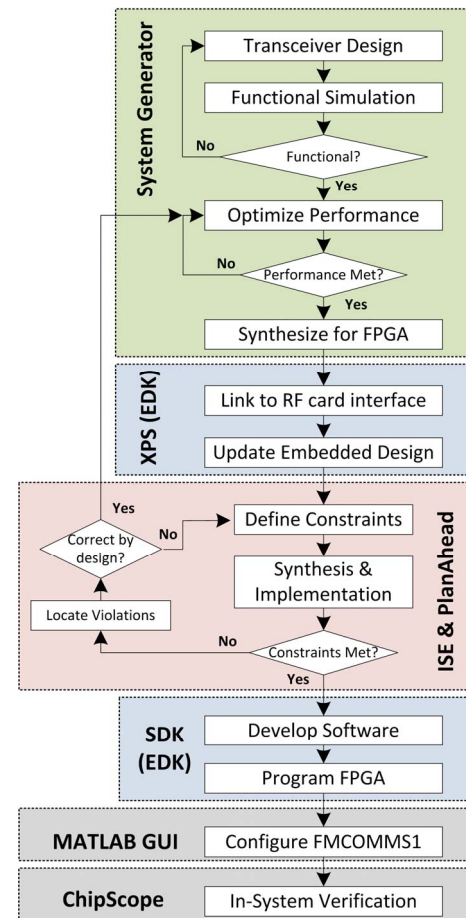 System Generator
Transceiver Design
Functional Simulation
Functional?
No
Yes
Optimize Performance
Performance Met?
No
Yes
Synthesize for FPGA
XPS (EDK)
Link to RF card interface
Update Embedded Design
ISE & PlanAhead
Define Constraints
Synthesis &
Implementation
Constraints Met?
No
Yes
Locate Violations
Correct by
design?
No
Yes
SDK
(EDK)
Develop Software
Program FPGA
MATLAB GUI
Configure FMCOMMS1
ChipScope
In-System Verification